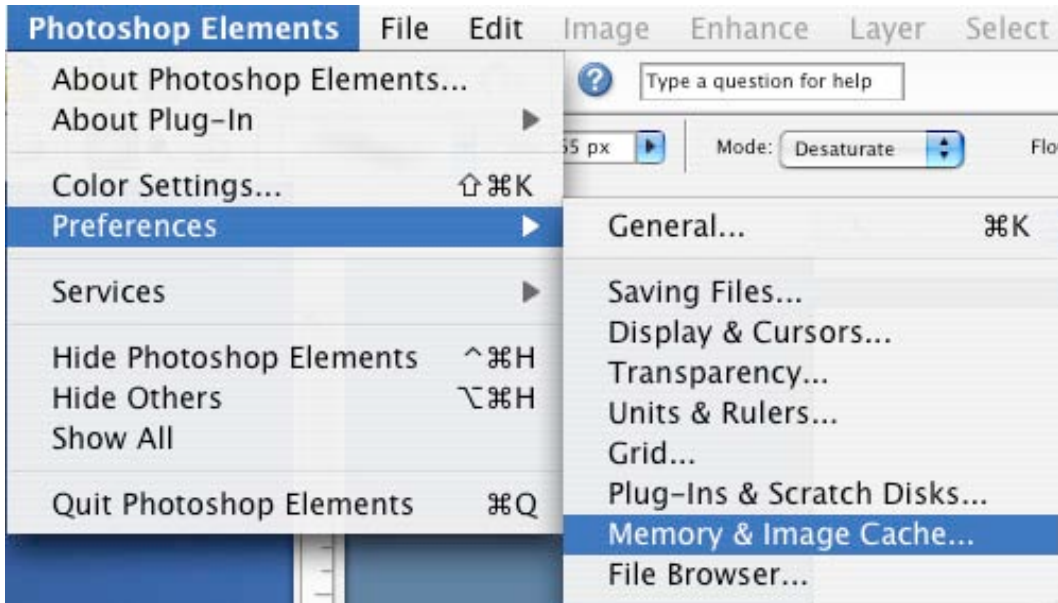 Photoshop Elements File Edit Image Enhance Layer Select
About Photoshop Elements...
About Plug-In
Color Settings... ⇧⌘K
Preferences
Services
Hide Photoshop Elements ^⌘H
Hide Others ⌥⌘H
Show All
Quit Photoshop Elements ⌘Q
? Type a question for help
55 px Mode: Desaturate
General... ⌘K
Saving Files...
Display & Cursors...
Transparency...
Units & Rulers...
Grid...
Plug-Ins & Scratch Disks...
Memory & Image Cache...
File Browser...